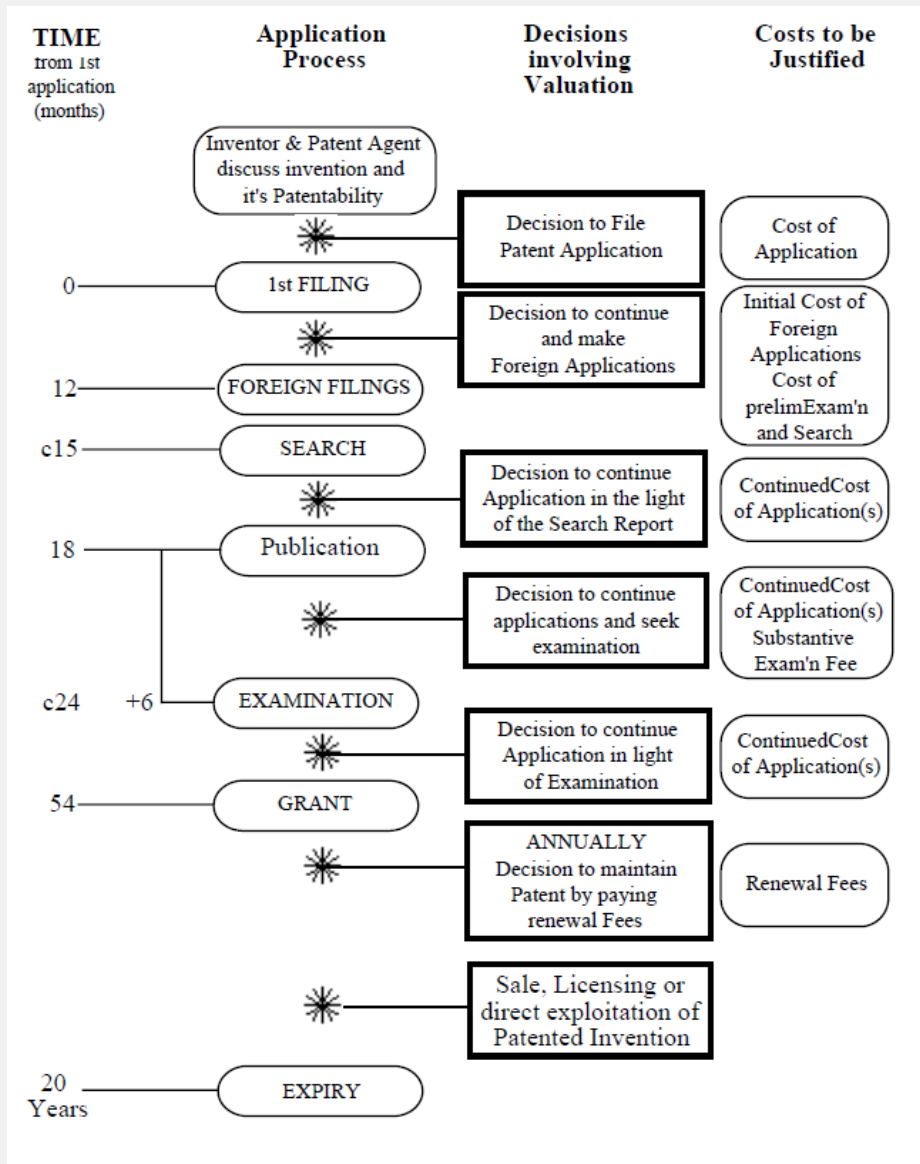 TIME
from 1st
application
(months)
Application
Process
Decisions
involving
Valuation
Costs to be
Justified
Inventor & Patent Agent
discuss invention and
it's Patentability
Decision to File
Patent Application
Cost of
Application
0
1st FILING
Decision to continue
and make
Foreign Applications
Initial Cost of
Foreign
Applications
Cost of
prelimExam'n
and Search
12
FOREIGN FILINGS
c15
SEARCH
Decision to continue
Application in the light
of the Search Report
ContinuedCost
of Application(s)
18
Publication
Decision to continue
applications and seek
examination
ContinuedCost
of Application(s)
Substantive
Exam'n Fee
c24
+6
EXAMINATION
Decision to continue
Application in light
of Examination
ContinuedCost
of Application(s)
54
GRANT
ANNUALLY
Decision to maintain
Patent by paying
renewal Fees
Renewal Fees
Sale, Licensing or
direct exploitation of
Patented Invention
20
Years
EXPIRY